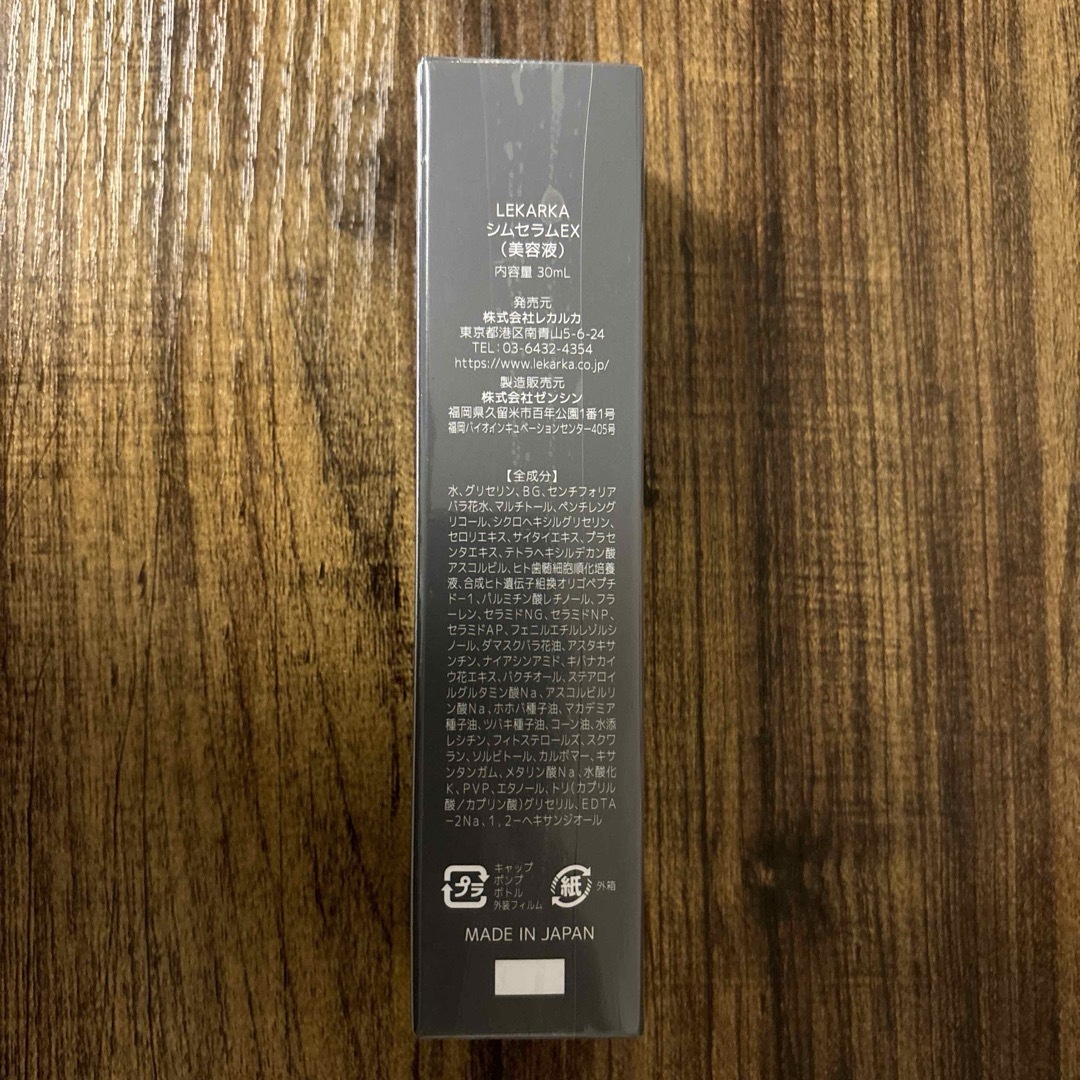 LEKARKA
シムセラムEX
（美容液）
内容量 30mL
発売元
株式会社レカルカ
東京都港区南青山5-6-24
TEL：03-6432-4354
https://www.lekarka.co.jp/
製造販売元
株式会社ゼンシン
福岡県久留米市百年公園1番1号
福岡バイオインキュベーションセンター405号
【全成分】
水、グリセリン、BG、センチフォリア
バラ花水、マルチトール、ペンチレング
リコール、シクロヘキシルグリセリン、
セロリエキス、サイタイエキス、プラセ
ンタエキス、テトラヘキシルデカン酸
アスコルビル、ヒト歯髄細胞順化培養
液、合成ヒト遺伝子組換オリゴペプチ
ド-1、パルミチン酸レチノール、フラ
ーレン、セラミドNG、セラミドNP、
セラミドAP、フェニルエチルレゾルシ
ノール、ダマスクバラ花油、アスタキサ
ンチン、ナイアシンアミド、キバナカイ
ウ花エキス、バクチオール、ステアロイ
ルグルタミン酸Na、アスコルビルリ
ン酸Na、ホホバ種子油、マカデミア
種子油、ツバキ種子油、コーン油、水添
レシチン、フィトステロールズ、スクワ
ラン、ソルビトール、カルボマー、キサ
ンタンガム、メタリン酸Na、水酸化
K、PVP、エタノール、トリ（カプリル
酸／カプリン酸）グリセリル、EDTA
-2Na、1，2-ヘキサンジオール
プラ
キャップ
ポンプ
ボトル
外装フィルム
紙
外箱
MADE IN JAPAN